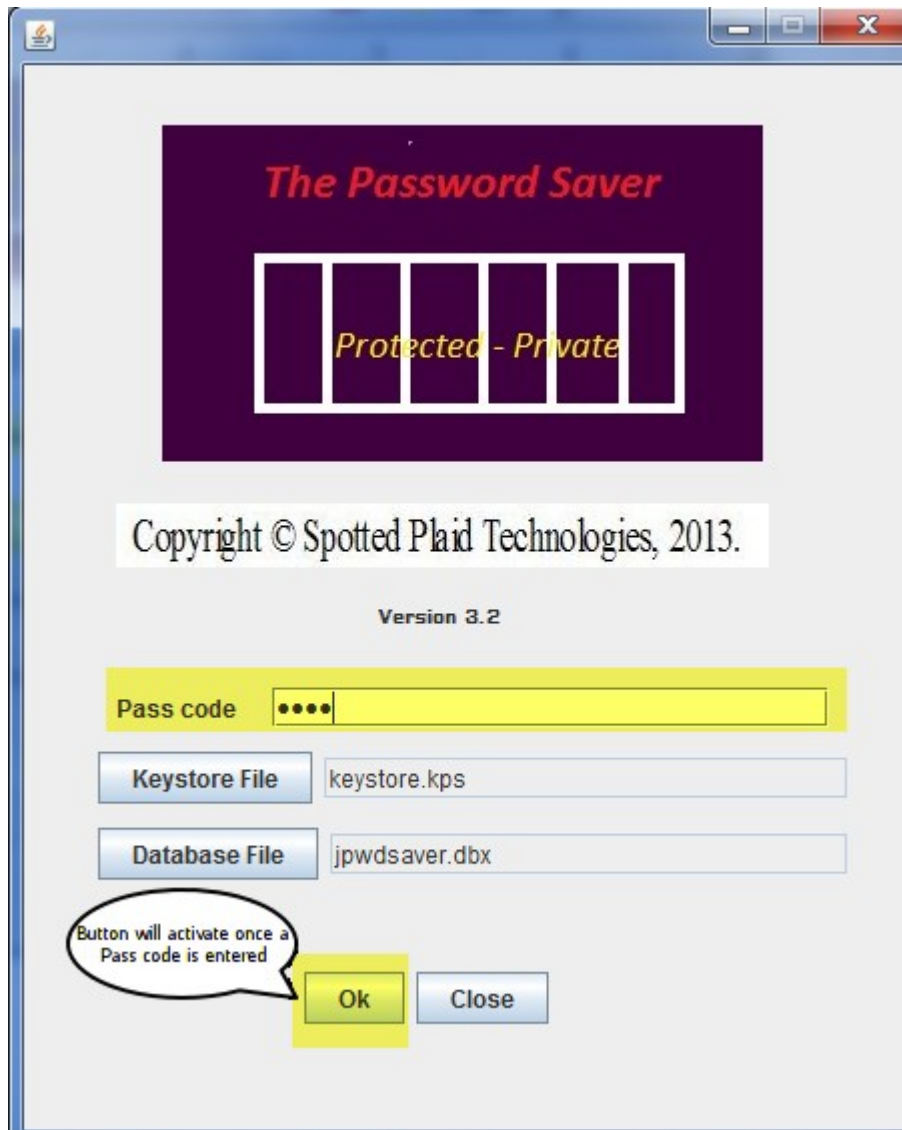 The Password Saver
Protected - Private
Copyright © Spotted Plaid Technologies, 2013.
Version 3.2
Pass code ••••
Keystore File keystore.kps
Database File jpwdsaver.dbx
Button will activate once a
Pass code is entered
Ok Close